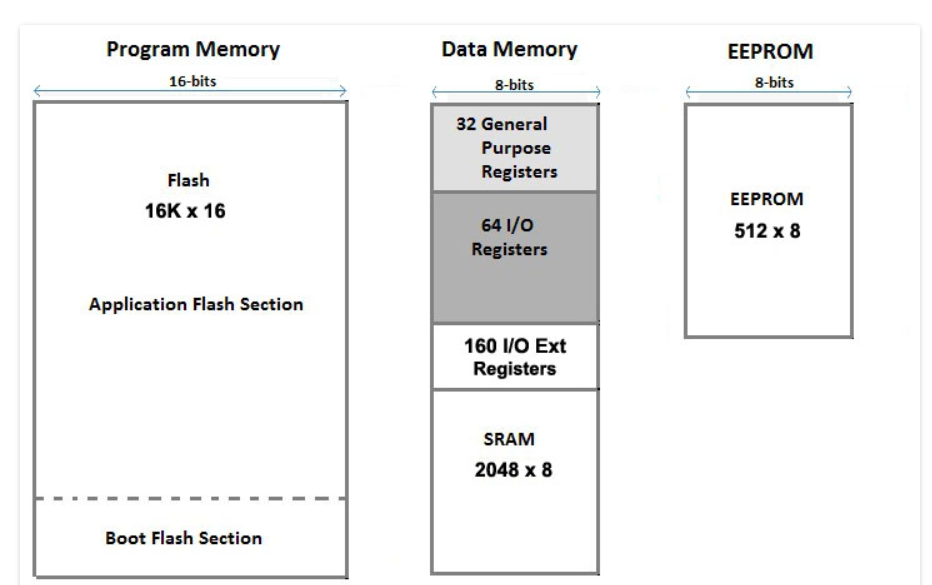 Program Memory
16-bits
Flash
16K x 16
Application Flash Section
Boot Flash Section
Data Memory
8-bits
32 General
Purpose
Registers
64 I/O
Registers
160 I/O Ext
Registers
SRAM
2048 x 8
EEPROM
8-bits
EEPROM
512 x 8